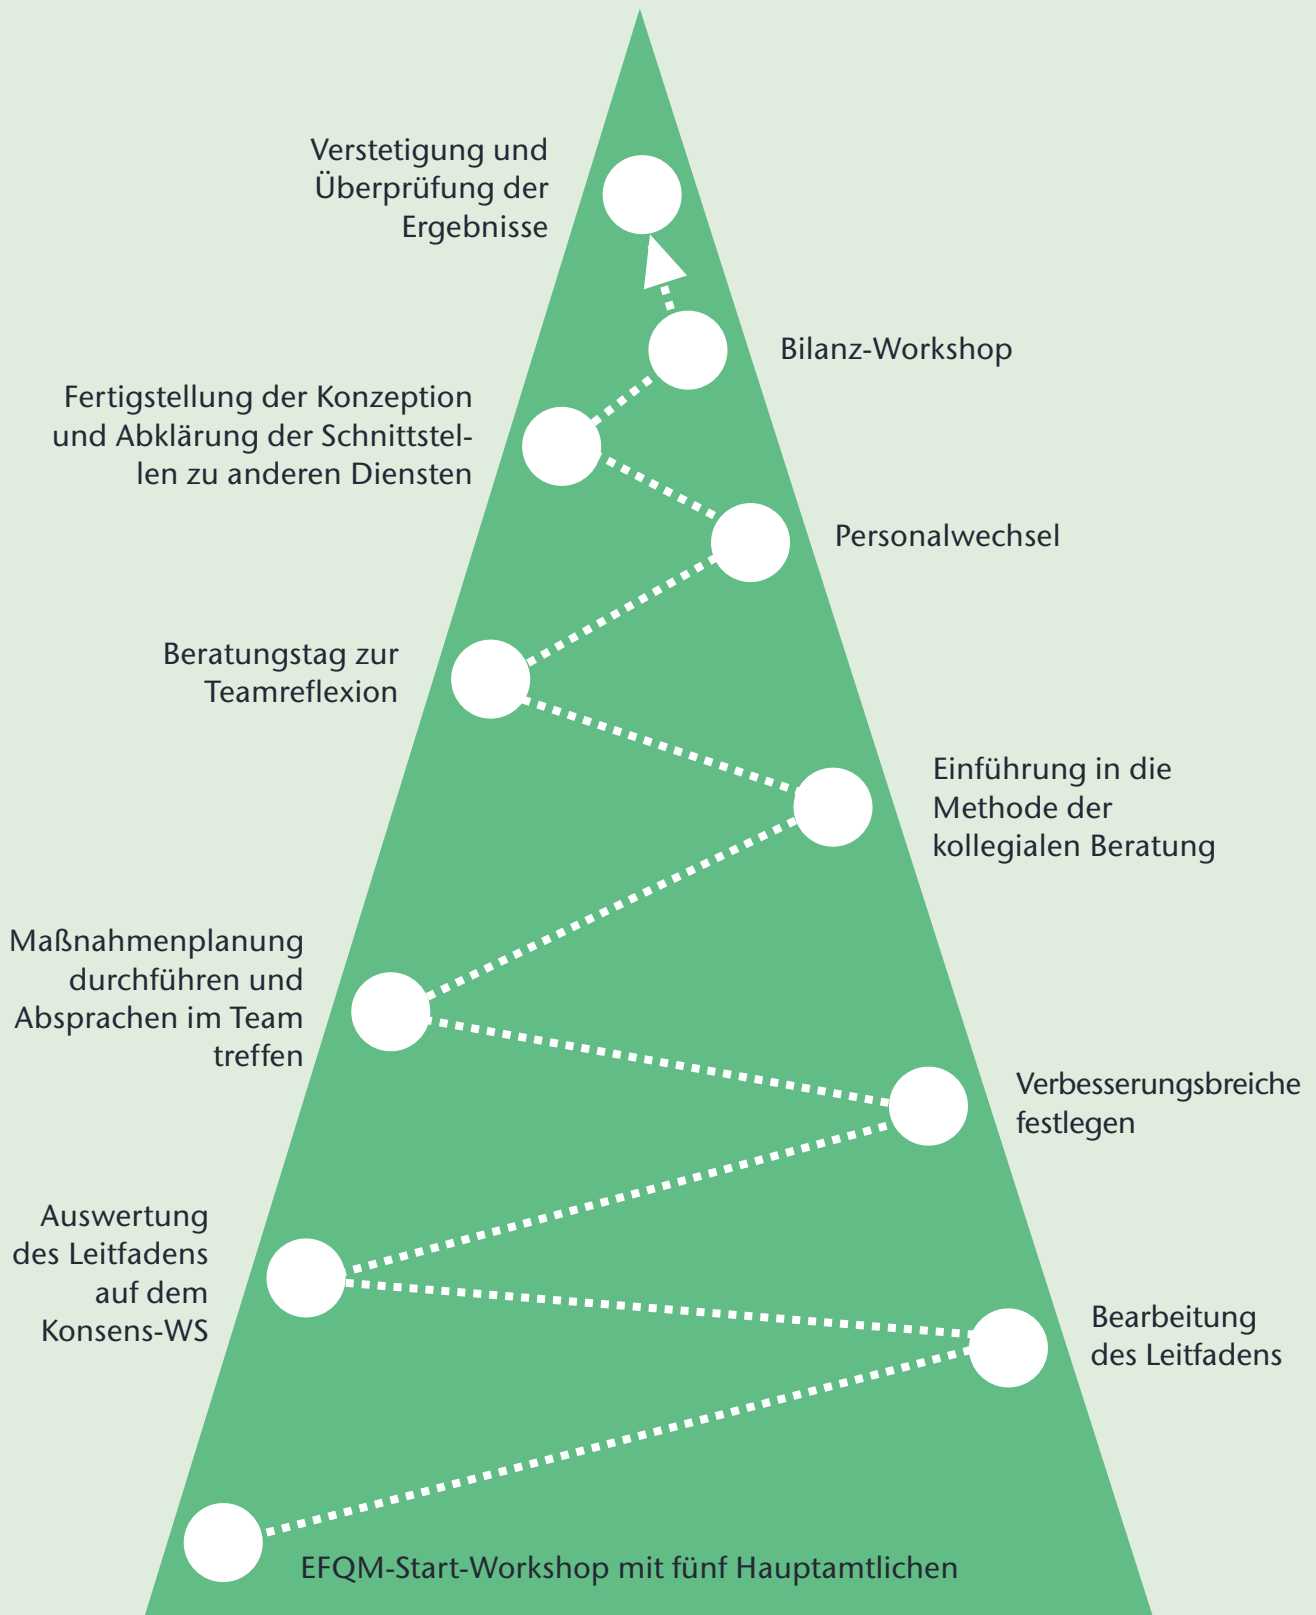 Verstetigung und
Überprüfung der
Ergebnisse
Bilanz-Workshop
Fertigstellung der Konzeption
und Abklärung der Schnittstel-
len zu anderen Diensten
Personalwechsel
Beratungstag zur
Teamreflexion
Einführung in die
Methode der
kollegialen Beratung
Maßnahmenplanung
durchführen und
Absprachen im Team
treffen
Verbesserungsbreiche
festlegen
Auswertung
des Leitfadens
auf dem
Konsens-WS
Bearbeitung
des Leitfadens
EFQM-Start-Workshop mit fünf Hauptamtlichen